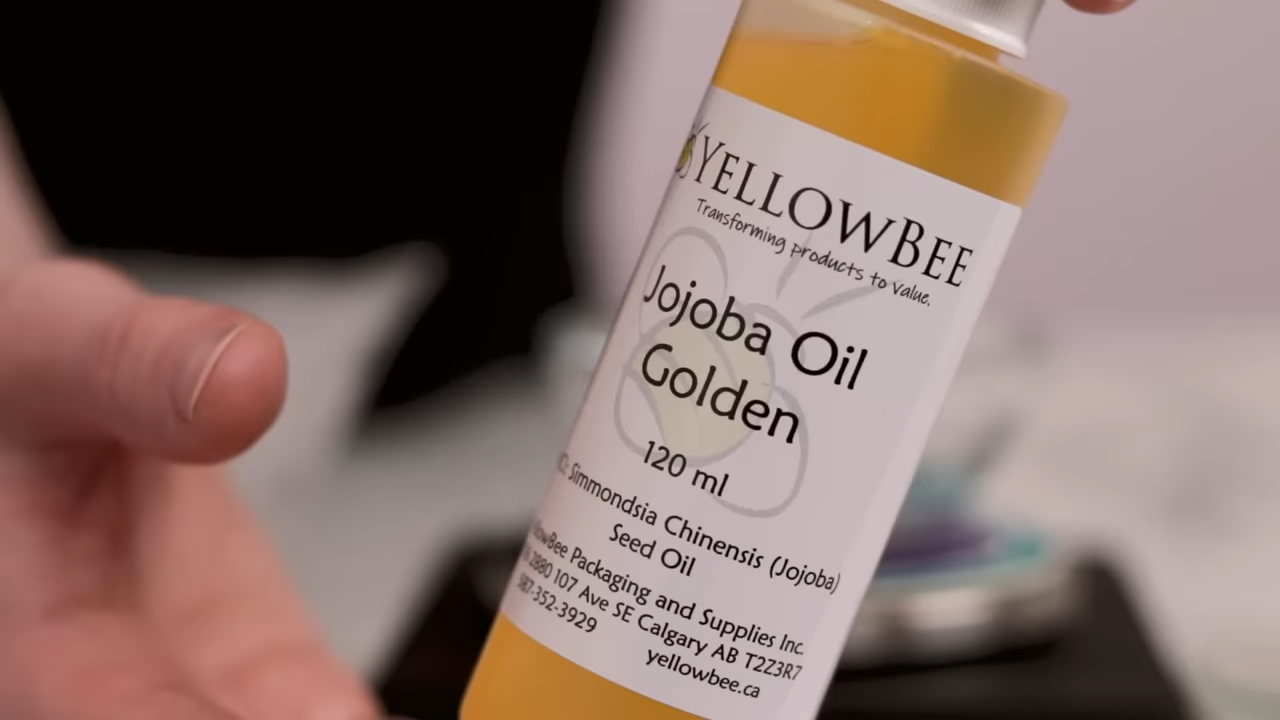 YELLOWBEE
Transforming products to value.
Jojoba Oil
Golden
120 ml
Simmondsia Chinensis (Jojoba)
Seed Oil
Packaging and Supplies Inc.
2880 107 Ave SE Calgary AB T2Z3R7
587-352-3929
yellowbee.ca